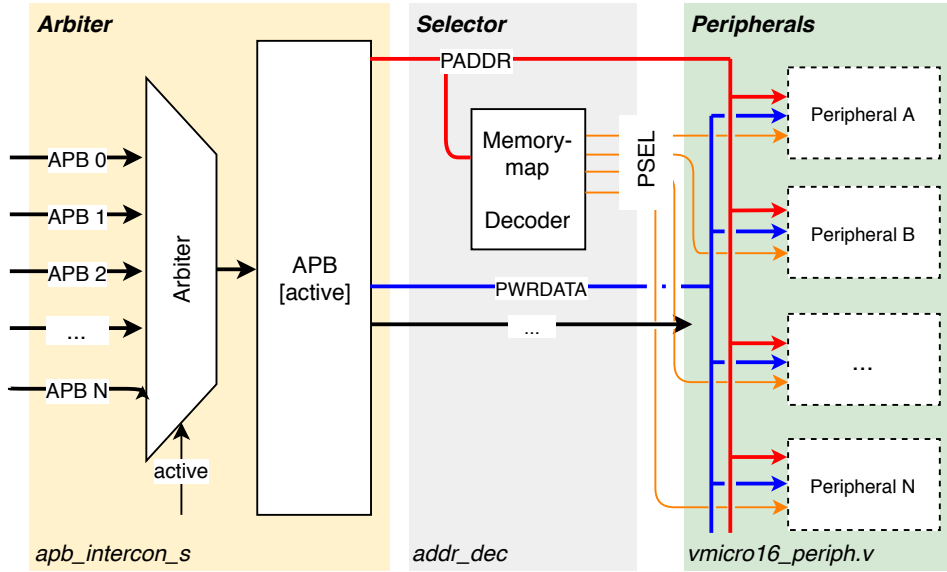 Arbiter
Selector
Peripherals
PADDR
APB 0
APB 1
APB 2
...
APB N
Arbiter
active
APB
[active]
Memory-
map
Decoder
PSEL
PWRDATA
...
Peripheral A
Peripheral B
...
Peripheral N
apb_intercon_s
addr_dec
vmicro16_periph.v